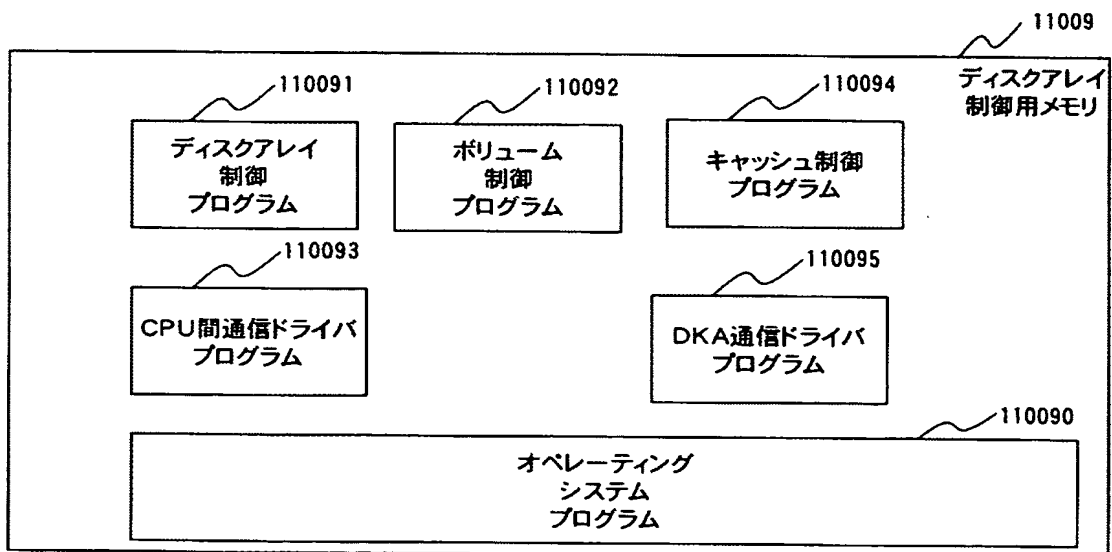 11009
ディスクアレイ
制御用メモリ
110091
ディスクアレイ
制御
プログラム
110092
ボリューム
制御
プログラム
110094
キャッシュ制御
プログラム
110093
CPU間通信ドライバ
プログラム
110095
DKA通信ドライバ
プログラム
110090
オペレーティング
システム
プログラム